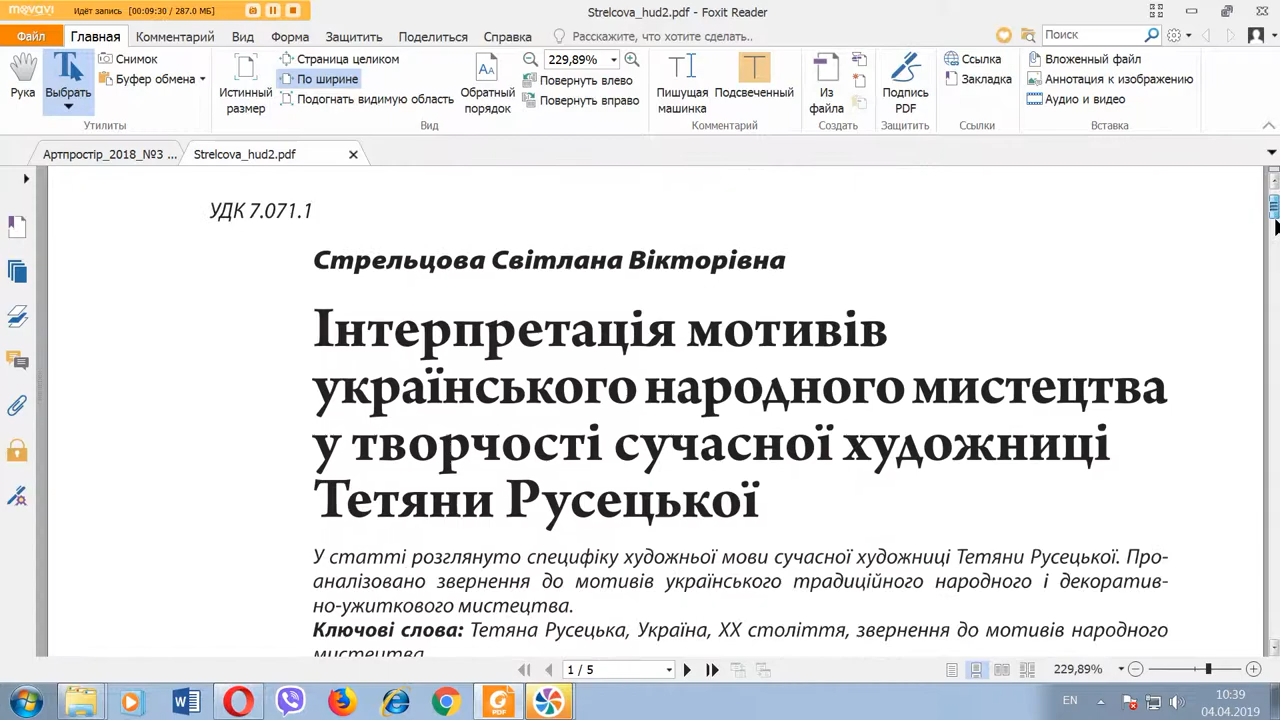 movavi Идёт запись 00:09:30 / 287.0 МБ
Strelcova_hud2.pdf - Foxit Reader
Файл Главная Комментарий Вид Форма Защитить Поделиться Справка Подскажите, что хотите сделать.. Поиск
Рука
Выбрать
Снимок
Буфер обмена
Утилиты
Истинный размер
Страница целиком
По ширине
Подогнать видимую область
Обратный порядок
229,89%
Повернуть влево
Повернуть вправо
Вид
Пишущая машинка
Подсвеченный
Комментарий
Из файла
Создать
Подпись PDF
Защитить
Ссылка
Закладка
Ссылки
Вложенный файл
Аннотация к изображению
Аудио и видео
Вставка
Артпростір_2018_№3 ... Strelcova_hud2.pdf
УДК 7.071.1
Стрельцова Світлана Вікторівна
Інтерпретація мотивів
українського народного мистецтва
у творчості сучасної художниці
Тетяни Русецької
У статті розглянуто специфіку художньої мови сучасної художниці Тетяни Русецької. Про-
аналізовано звернення до мотивів українського традиційного народного і декоратив-
но-ужиткового мистецтва.
Ключові слова: Тетяна Русецька, Україна, XX століття, звернення до мотивів народного
мистецтва
1 / 5 229,89%
EN 10:39
04.04.2019